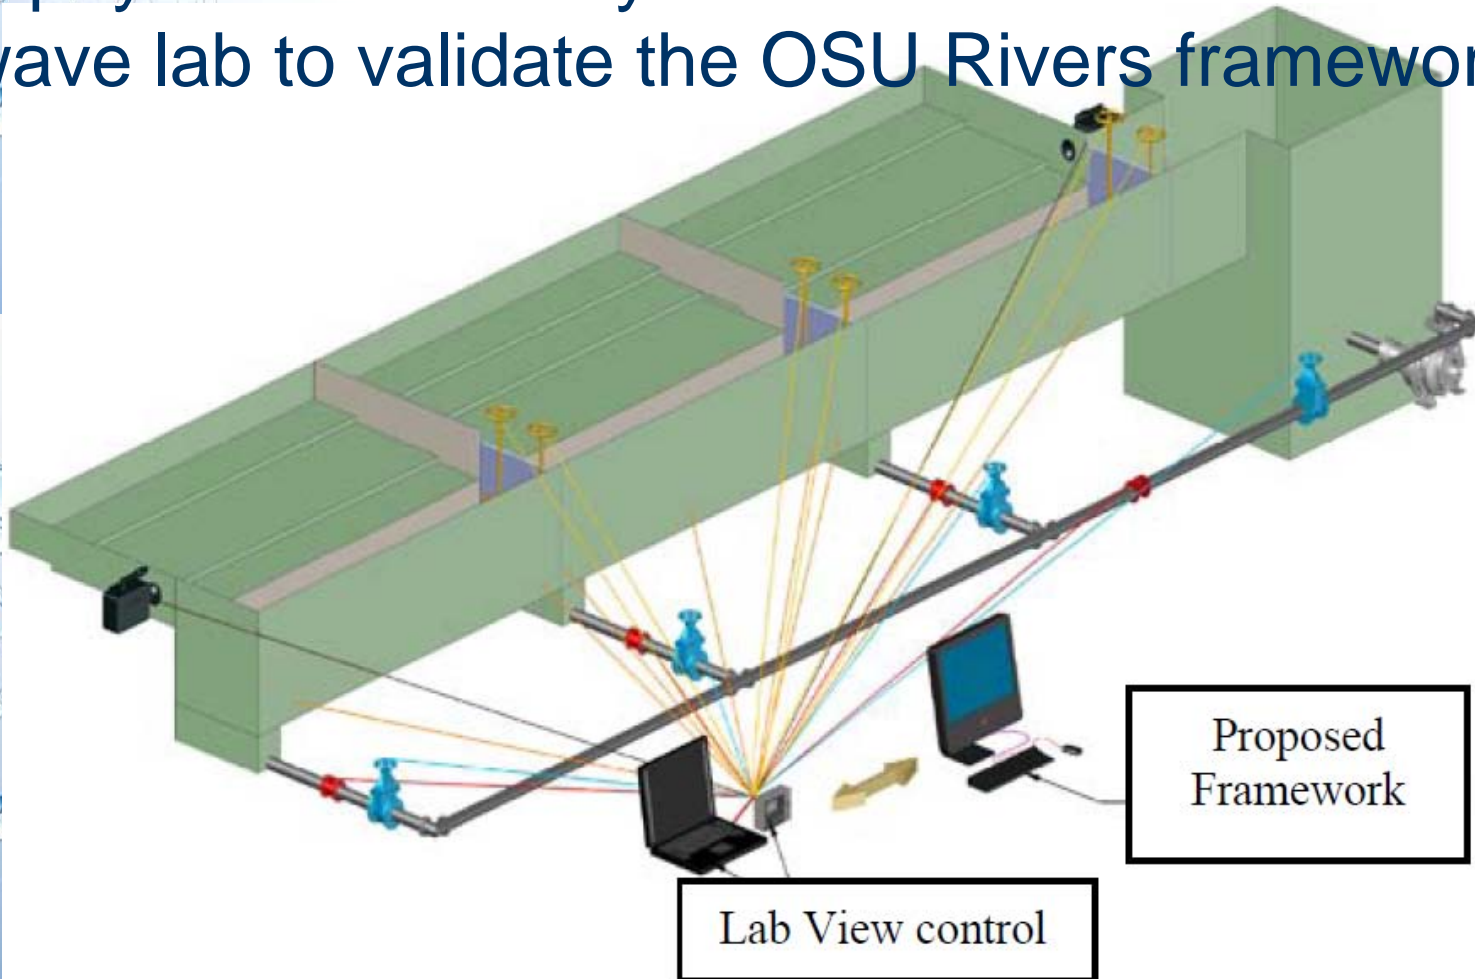 wave lab to validate the OSU Rivers framewor
Proposed
Framework
Lab View control